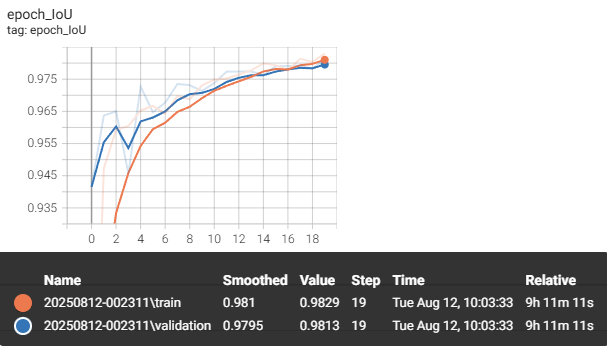 epoch_IoU
tag: epoch_IoU
0.975
0.965
0.955
0.945
0.935
0 2 4 6 8 10 12 14 16 18
Name Smoothed Value Step Time Relative
20250812-002311\train 0.981 0.9829 19 Tue Aug 12, 10:03:33 9h 11m 11s
20250812-002311\validation 0.9795 0.9813 19 Tue Aug 12, 10:03:33 9h 11m 11s